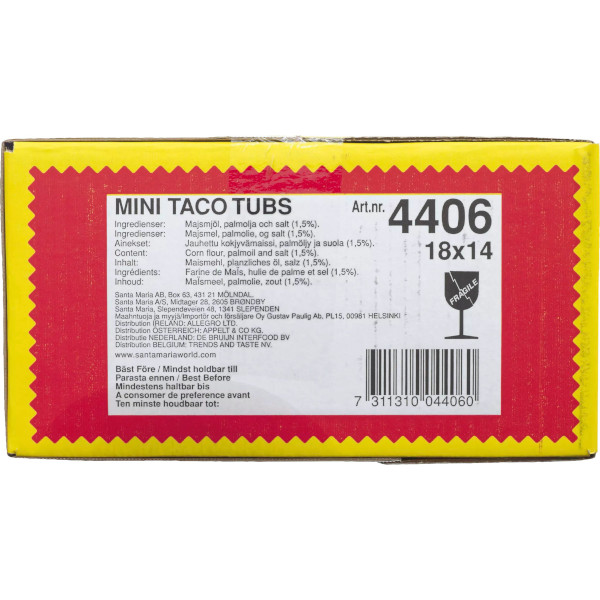 MINI TACO TUBS
Art.nr. 4406
18x14
Ingredienser: Majsmjöl, palmolja och salt (1,5%).
Ingredienser: Majsmel, palmolie, og salt (1,5%).
Ainekset: Jauhettu kokjyvämaissi, palmöljy ja suola (1,5%).
Content: Corn flour, palmoil and salt (1,5%).
Inhalt: Maismehl, planzliches öl, salz (1,5%).
Ingrédients: Farine de Maïs, huile de palme et sel (1,5%).
Inhoud: Maïsmeel, palmolie, zout (1,5%).
FRAGILE
Santa Maria AB, Box 63, 431 21 MÖLNDAL,
Santa Maria A/S, Midtager 28, 2605 BRØNDBY
Santa Maria, Slependeveien 48, 1341 SLEPENDEN
Maahntuoja ja myyjä/Importör och försäljare Oy Gustav Paulig Ab, PL15, 00981 HELSINKI
Distribution IRELAND: ALLEGRO LTD.
Distribution ÖSTERREICH: APPELT & CO KG.
Distributie NEDERLAND: DE BRUIJN INTERFOOD BV
Distribution BELGIUM: TRENDS AND TASTE NV.
www.santamariaworld.com
Bäst Före / Mindst holdbar till
Parasta ennen / Best Before
Mindestens haltbar bis
A consomer de preference avant
Ten minste houdbaar tot:
7 311310 044060